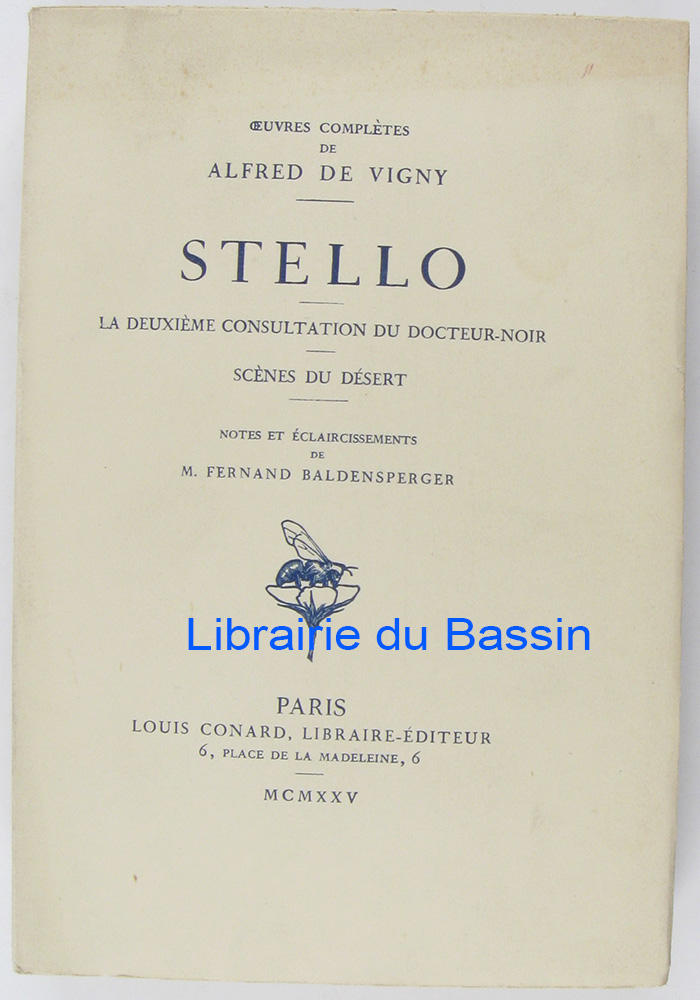 ŒUVRES COMPLÈTES
DE
ALFRED DE VIGNY
STELLO
LA DEUXIÈME CONSULTATION DU DOCTEUR-NOIR
SCÈNES DU DÉSERT
NOTES ET ÉCLAIRCISSEMENTS
DE
M. FERNAND BALDENSPERGER
Librairie du Bassin
PARIS
LOUIS CONARD, LIBRAIRE-ÉDITEUR
6, PLACE DE LA MADELEINE, 6
MCMXXV